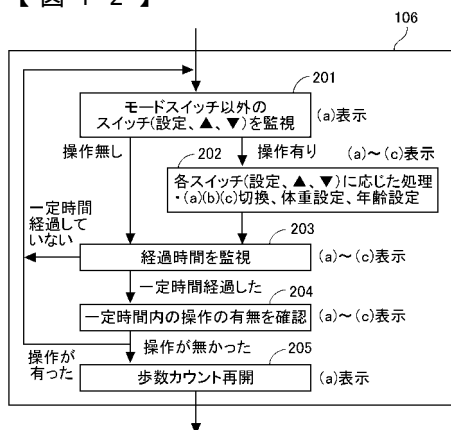 【図12】
106
201
モードスイッチ以外の
スイッチ(設定、▲、▼)を監視
(a)表示
操作無し
操作有り
202
(a)~(c)表示
各スイッチ(設定、▲、▼)に応じた処理
・(a)(b)(c)切換、体重設定、年齢設定
一定時間
経過して
いない
203
経過時間を監視
(a)~(c)表示
一定時間経過した
204
一定時間内の操作の有無を確認
(a)~(c)表示
操作が
有った
操作が無かった
205
歩数カウント再開
(a)表示